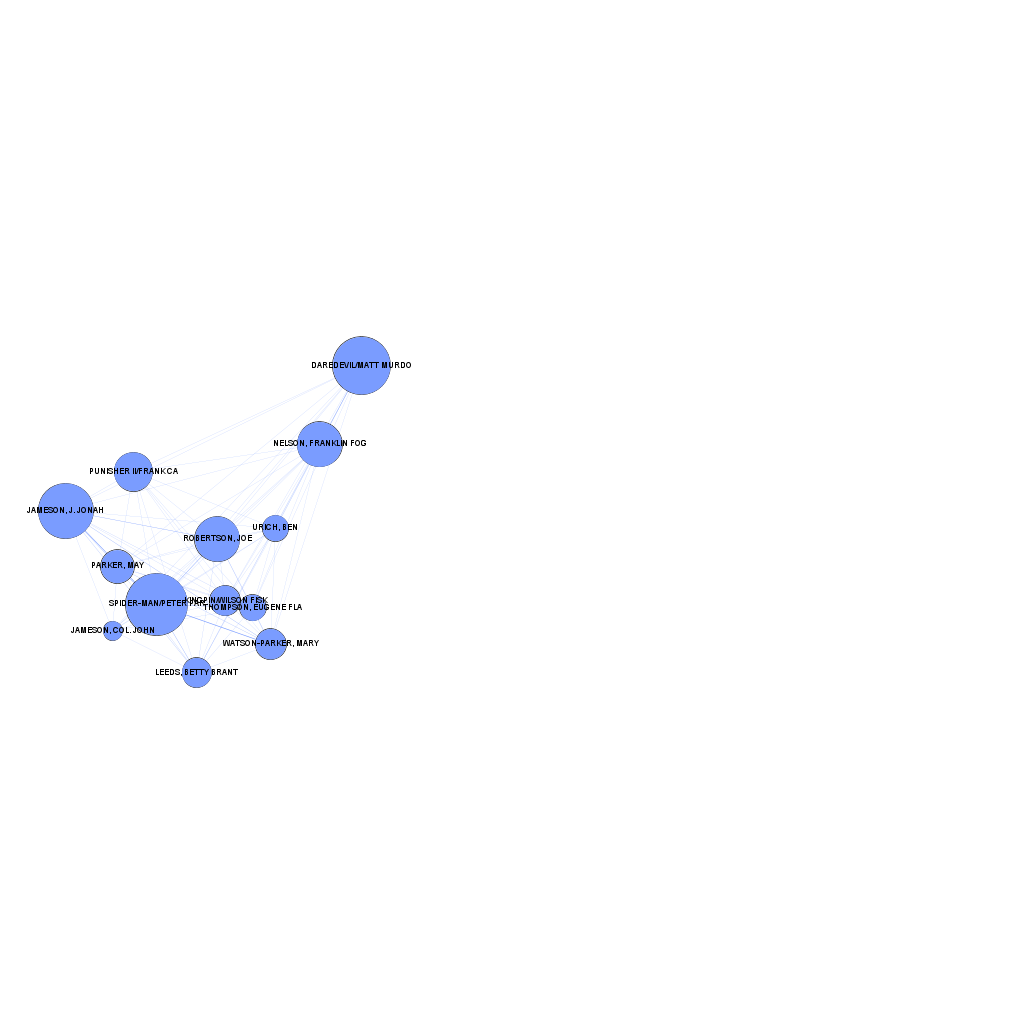 DAREDEVIL/MATT MURDO
NELSON, FRANKLIN FOG
PUNISHER II/FRANK CA
JAMESON, J. JONAH
URICH, BEN
ROBERTSON, JOE
PARKER, MAY
KINGPIN/WILSON FISK
SPIDER-MAN/PETER PAR
THOMPSON, EUGENE FLA
JAMESON, COL. JOHN
WATSON-PARKER, MARY
LEEDS, BETTY BRANT